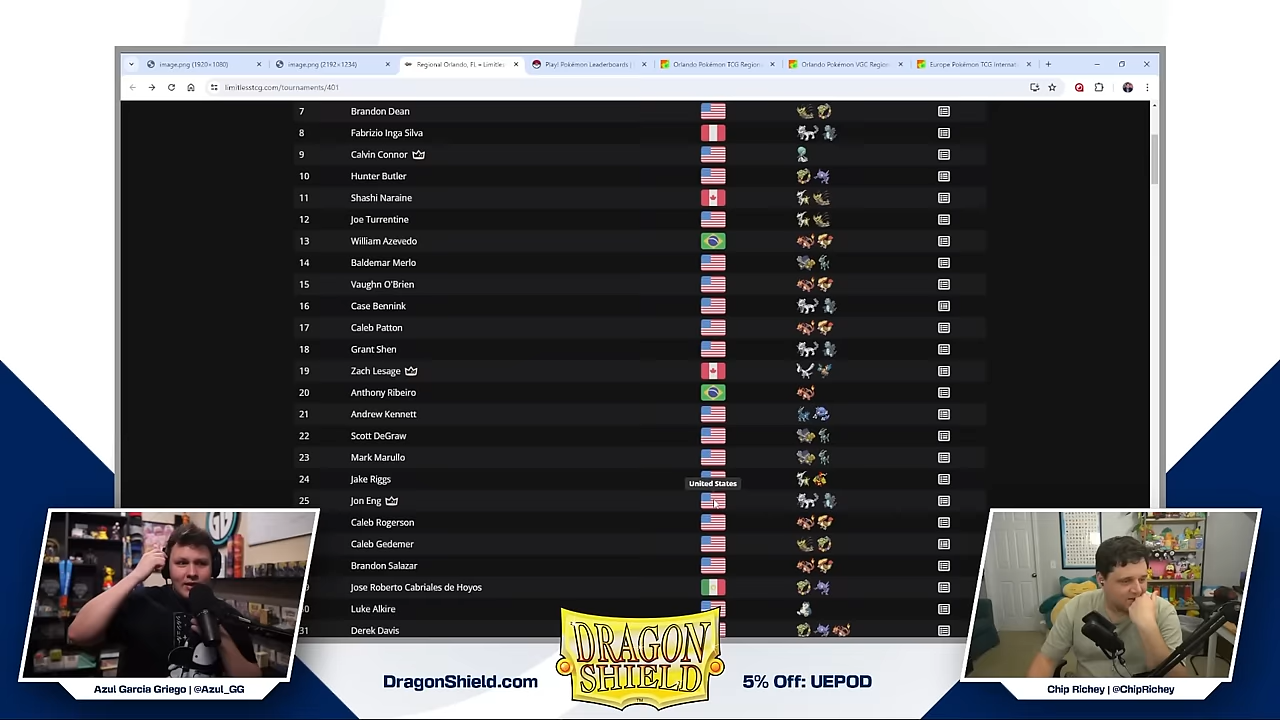 image.png (1920×1080)
image.png (2192×1234)
Regional Orlando, FL – Limitless
Play! Pokémon Leaderboards |
Orlando Pokémon TCG Region
Orlando Pokémon VGC Region
Europe Pokémon TCG Internati
limitlesstcg.com/tournaments/401
7 Brandon Dean
8 Fabrizio Inga Silva
9 Calvin Connor
10 Hunter Butler
11 Shashi Naraine
12 Joe Turrentine
13 William Azevedo
14 Baldemar Merlo
15 Vaughn O'Brien
16 Case Bennink
17 Caleb Patton
18 Grant Shen
19 Zach Lesage
20 Anthony Ribeiro
21 Andrew Kennett
22 Scott DeGraw
23 Mark Marullo
24 Jake Riggs
United States
25 Jon Eng
Caleb Rogerson
Caleb Gedemer
Brandon Salazar
Jose Roberto Cabriales de Hoyos
Luke Alkire
31 Derek Davis
DRAGON
SHIELD
DragonShield.com
5% Off: UEPOD
Azul Garcia Griego | @Azul_GG
Chip Richey | @ChipRichey